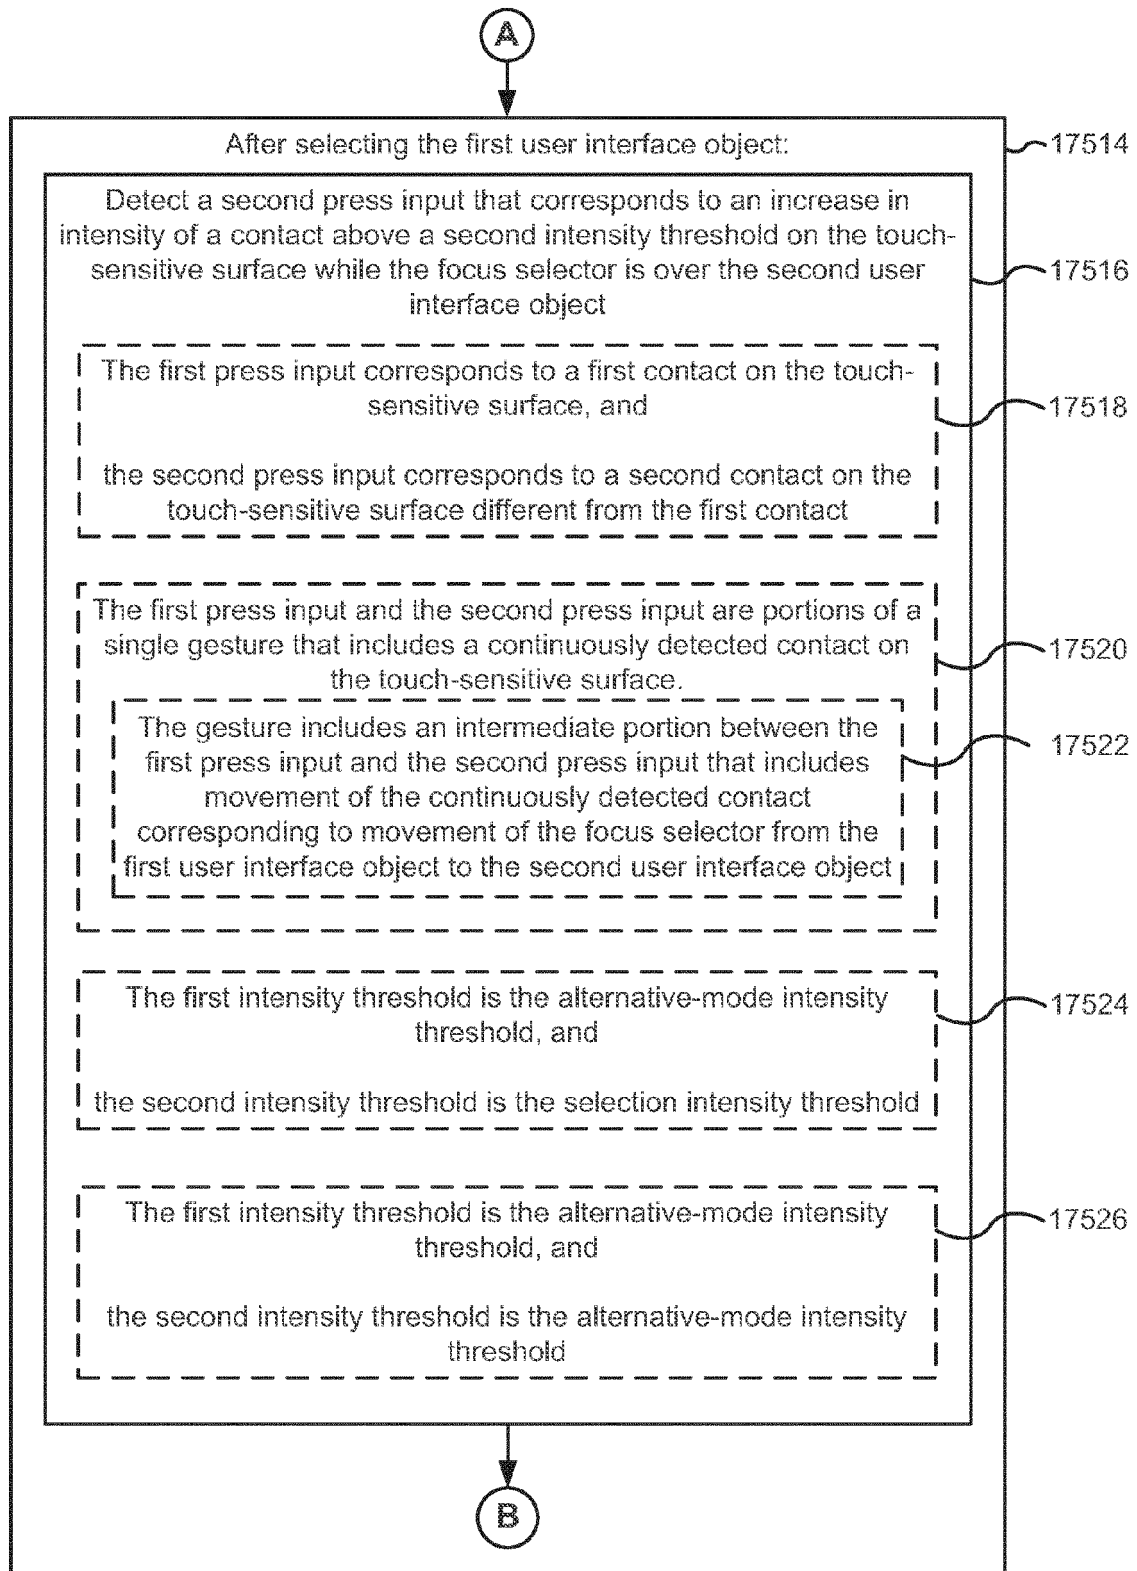 A
After selecting the first user interface object:
17514
Detect a second press input that corresponds to an increase in
intensity of a contact above a second intensity threshold on the touch-
sensitive surface while the focus selector is over the second user
interface object
17516
The first press input corresponds to a first contact on the touch-
sensitive surface, and
the second press input corresponds to a second contact on the
touch-sensitive surface different from the first contact
17518
The first press input and the second press input are portions of a
single gesture that includes a continuously detected contact on
the touch-sensitive surface.
17520
The gesture includes an intermediate portion between the
first press input and the second press input that includes
movement of the continuously detected contact
corresponding to movement of the focus selector from the
first user interface object to the second user interface object
17522
The first intensity threshold is the alternative-mode intensity
threshold, and
the second intensity threshold is the selection intensity threshold
17524
The first intensity threshold is the alternative-mode intensity
threshold, and
the second intensity threshold is the alternative-mode intensity
threshold
17526
B